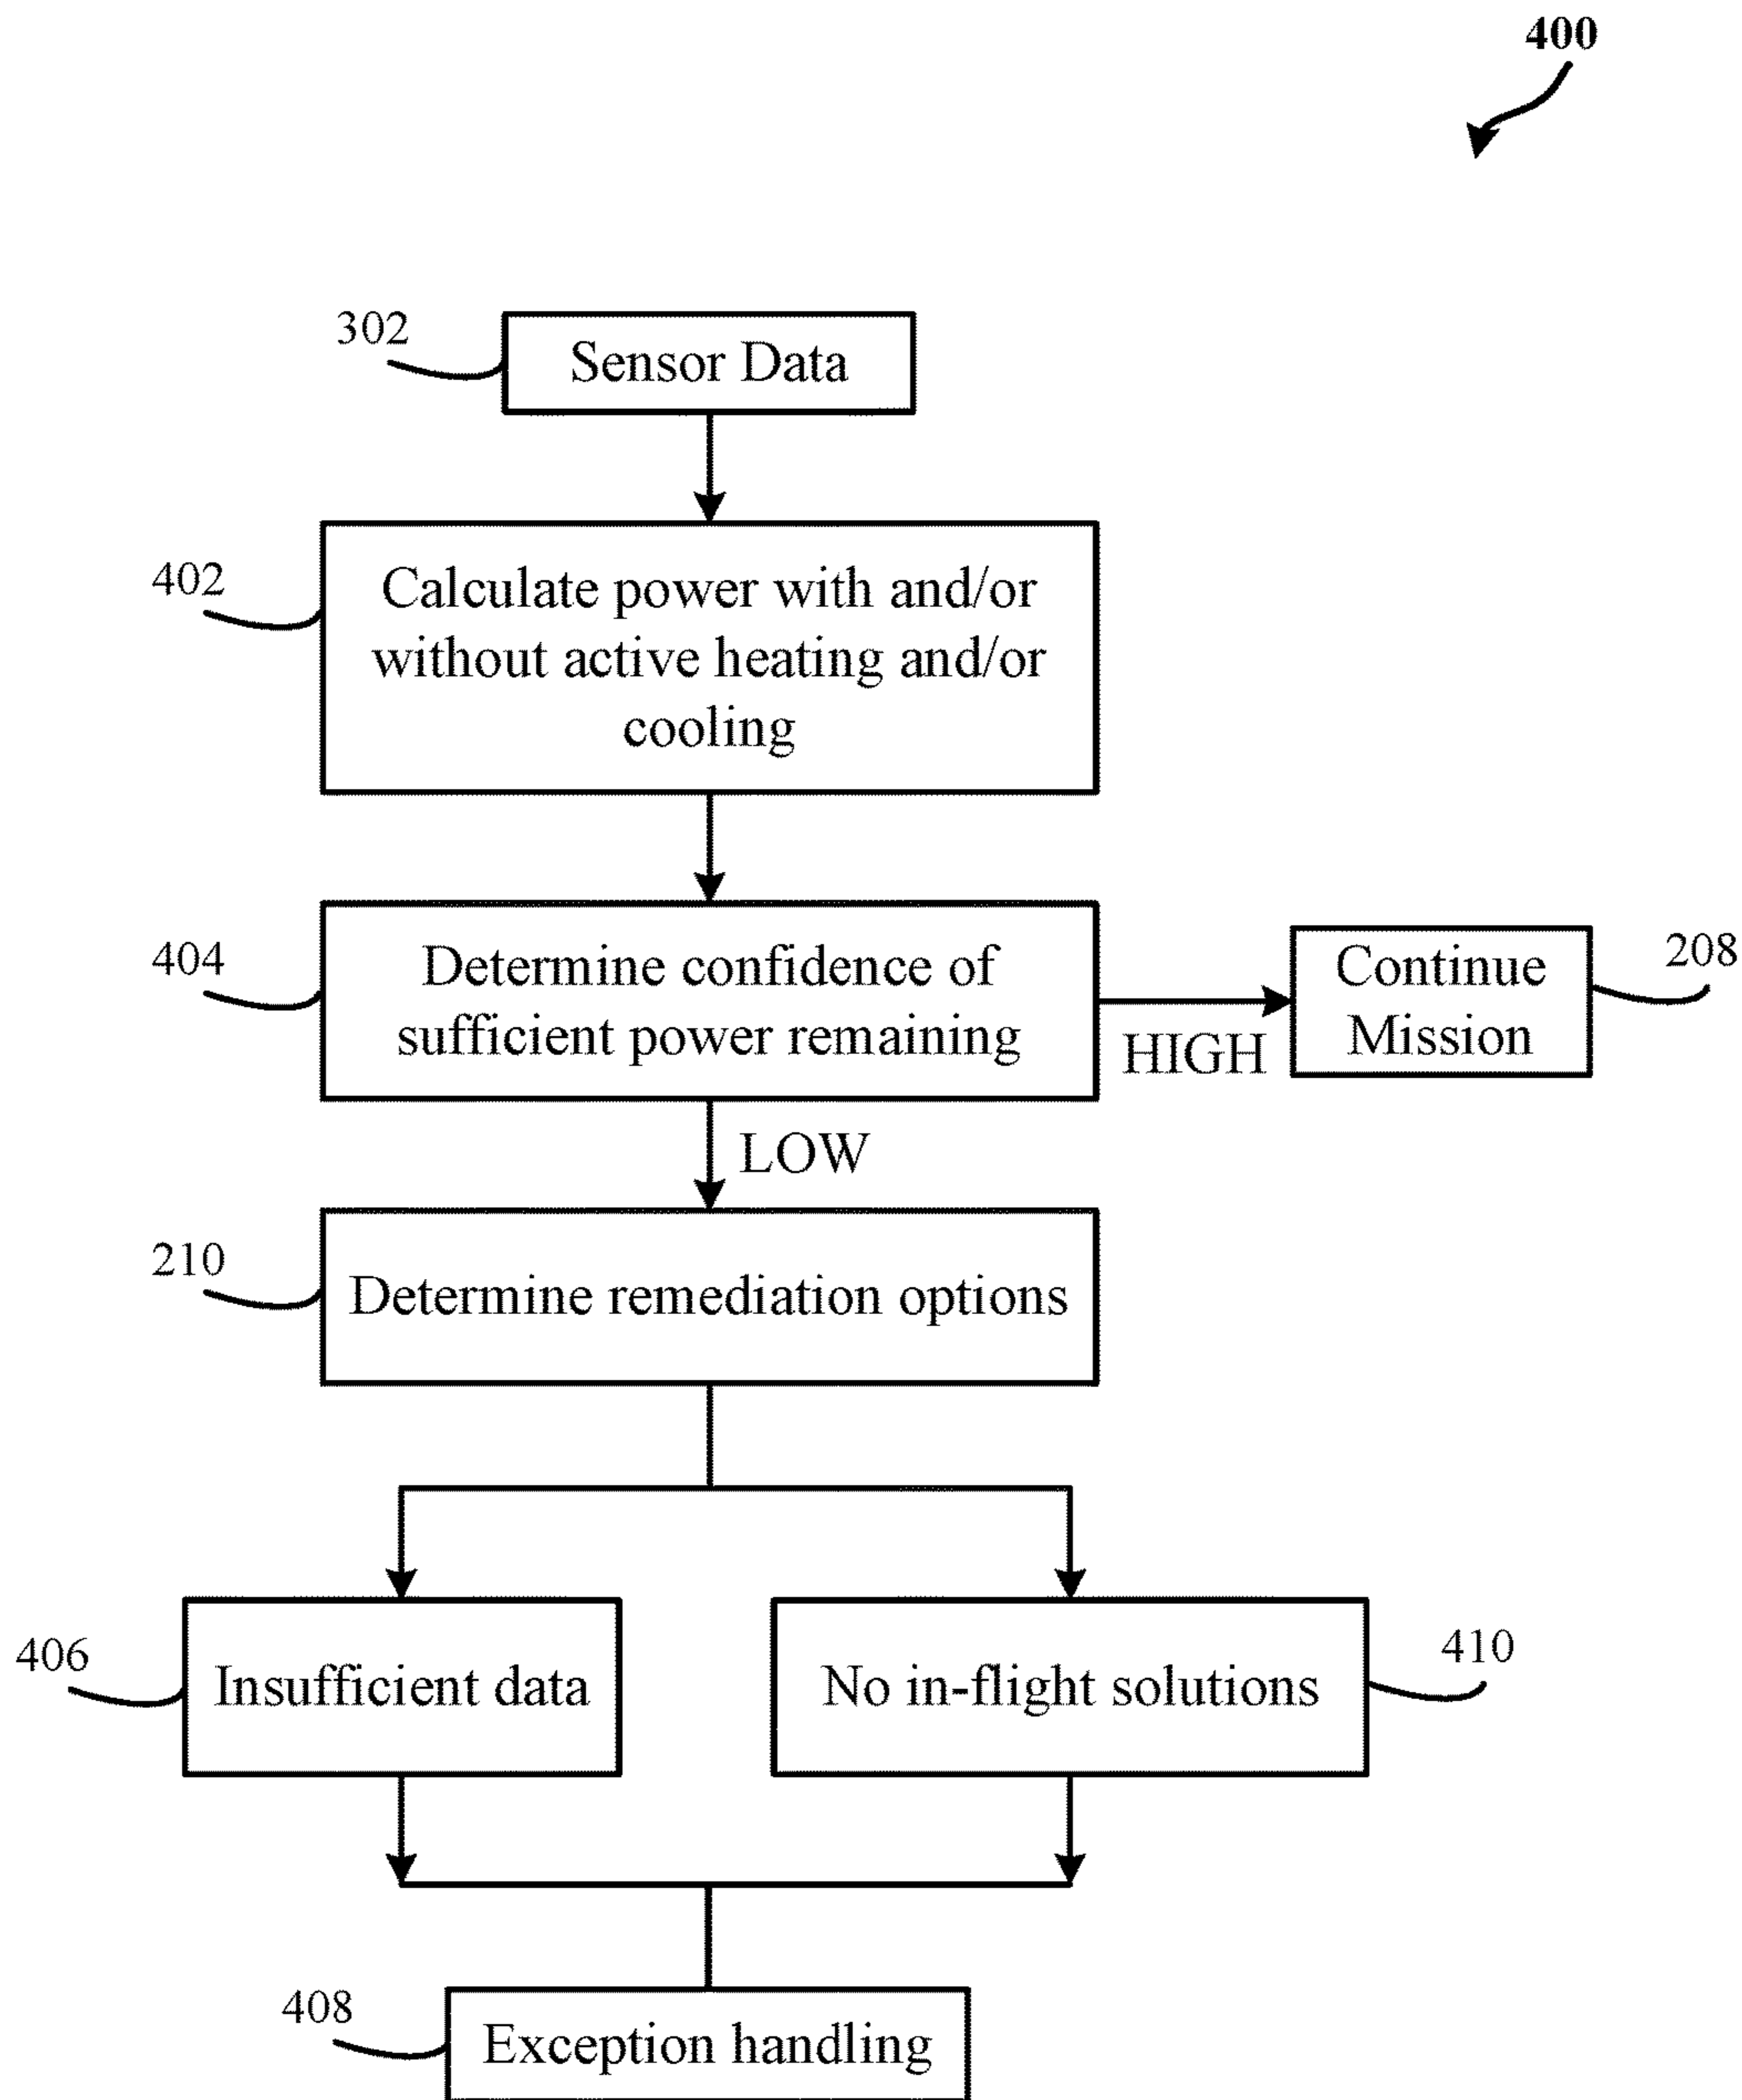 400
302
Sensor Data
402
Calculate power with and/or
without active heating and/or
cooling
404
Determine confidence of
sufficient power remaining
HIGH
Continue
Mission
208
LOW
210
Determine remediation options
406
Insufficient data
No in-flight solutions
410
408
Exception handling